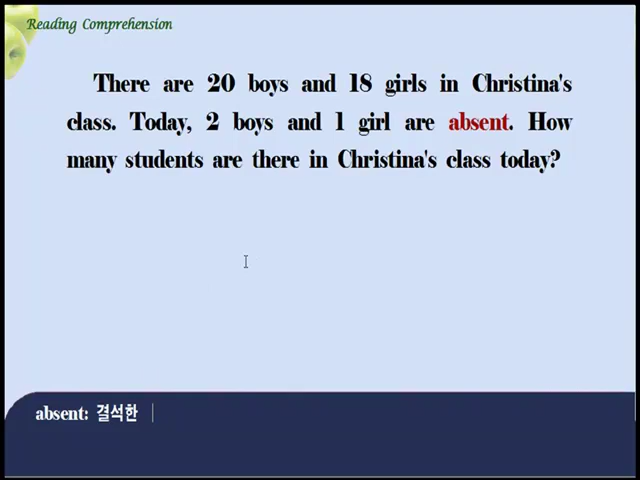 Reading Comprehension
There are 20 boys and 18 girls in Christina's
class. Today, 2 boys and 1 girl are absent. How
many students are there in Christina's class today?
absent: 결석한